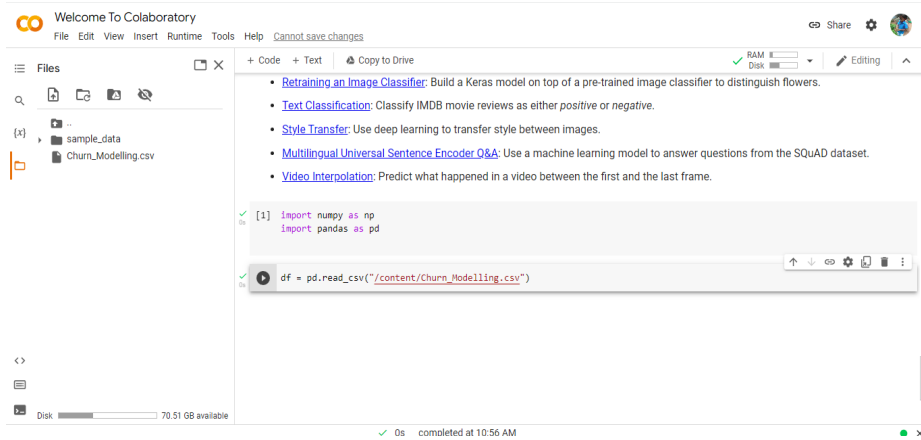 Welcome To Colaboratory
File Edit View Insert Runtime Tools Help Cannot save changes
Share
Files
+ Code + Text Copy to Drive
RAM
Disk
Editing
..
sample_data
Churn_Modelling.csv
{x}
• Retraining an Image Classifier: Build a Keras model on top of a pre-trained image classifier to distinguish flowers.
• Text Classification: Classify IMDB movie reviews as either positive or negative.
• Style Transfer: Use deep learning to transfer style between images.
• Multilingual Universal Sentence Encoder Q&A: Use a machine learning model to answer questions from the SQuAD dataset.
• Video Interpolation: Predict what happened in a video between the first and the last frame.
0s
[1] import numpy as np
import pandas as pd
0s
df = pd.read_csv("/content/Churn_Modelling.csv")
<>
Disk 70.51 GB available
0s completed at 10:56 AM